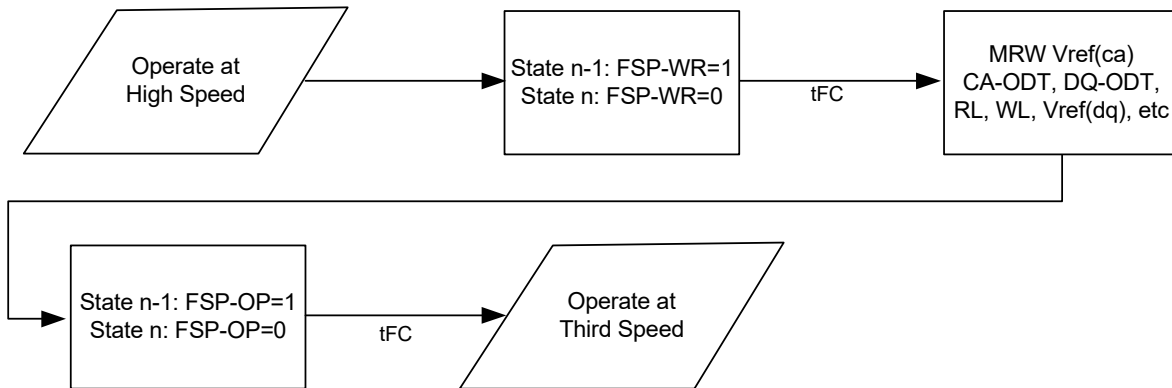 Operate at
High Speed
State n-1: FSP-WR=1
State n: FSP-WR=0
tFC
MRW Vref(ca)
CA-ODT, DQ-ODT,
RL, WL, Vref(dq), etc
State n-1: FSP-OP=1
State n: FSP-OP=0
tFC
Operate at
Third Speed